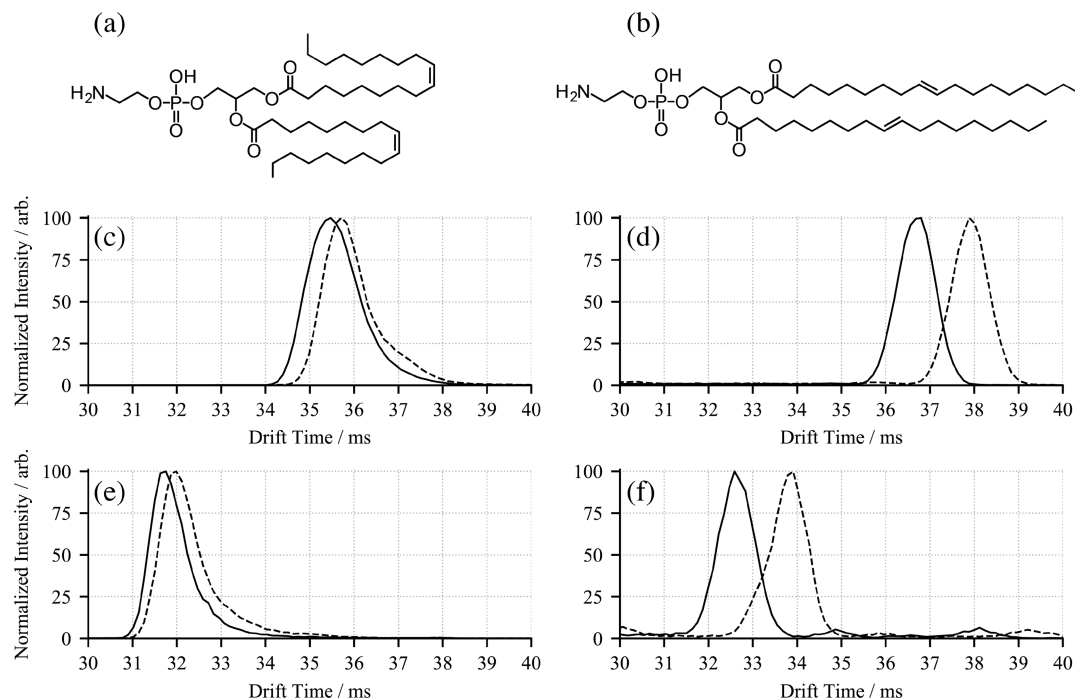 (a)
(b)
OH
H₂N
O
P
O
O
O
O
O
O
OH
H₂N
O
P
O
O
O
O
O
O
Normalized Intensity / arb.
100
75
50
25
0
(c)
30 31 32 33 34 35 36 37 38 39 40
Drift Time / ms
100
75
50
25
0
(d)
30 31 32 33 34 35 36 37 38 39 40
Drift Time / ms
Normalized Intensity / arb.
100
75
50
25
0
(e)
30 31 32 33 34 35 36 37 38 39 40
Drift Time / ms
100
75
50
25
0
(f)
30 31 32 33 34 35 36 37 38 39 40
Drift Time / ms